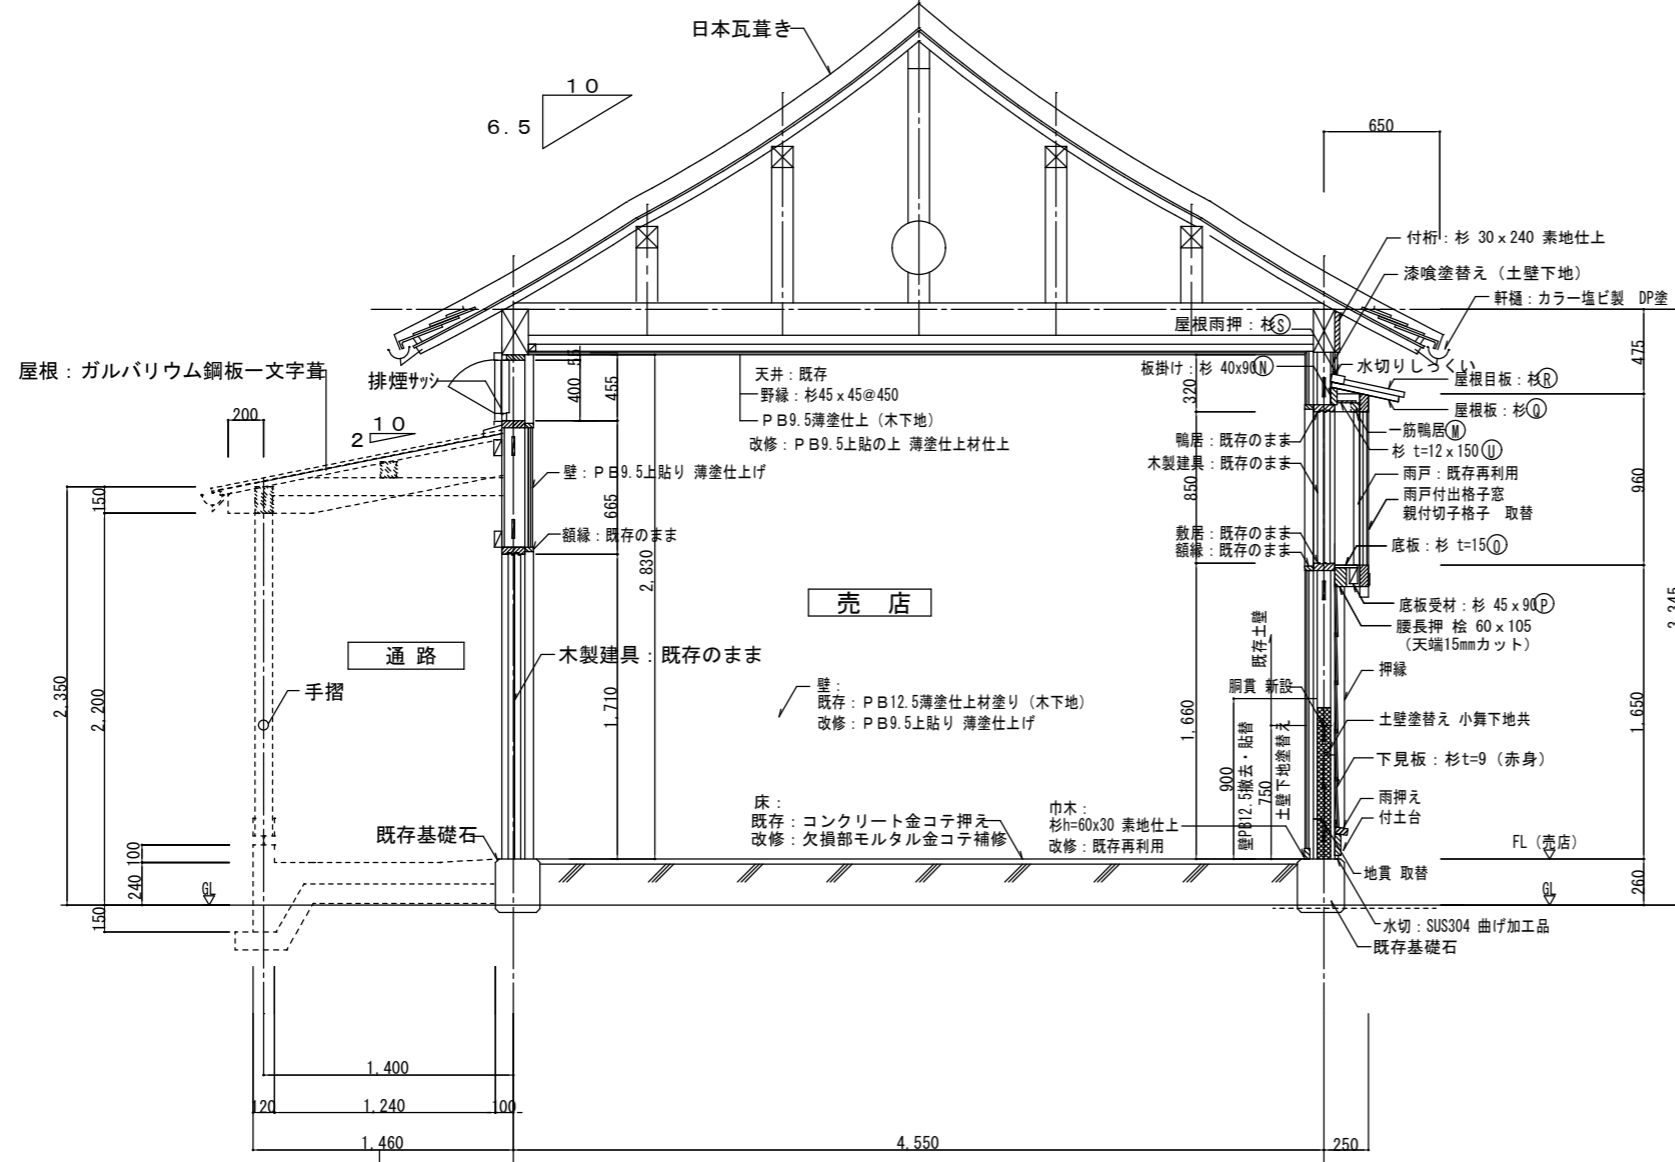 日本瓦葺き
10
6.5
650
付桁：杉 30ｘ240 素地仕上
漆喰塗替え（土壁下地）
軒樋：カラー塩ビ製 DP塗
屋根雨押：杉Ⓢ
水切りしっくい
板掛け：杉 40x90Ⓝ
屋根目板：杉Ⓡ
屋根板：杉Ⓠ
一筋鴨居Ⓜ
杉 t=12ｘ150Ⓤ
雨戸：既存再利用
雨戸付出格子窓
親付切子格子 取替
底板：杉 t=15Ⓞ
底板受材：杉 45ｘ90Ⓟ
腰長押 桧 60ｘ105
（天端15mmカット）
押縁
土壁塗替え 小舞下地共
下見板：杉t=9（赤身）
雨押え
付土台
FL（売店）
地貫 取替
GL
水切：SUS304 曲げ加工品
既存基礎石
475
960
1,650
260
3,345
屋根：ガルバリウム鋼板一文字葺
排煙ｻｯｼ
200
10
2
400
55
455
665
2,830
1,710
天井：既存
野縁：杉45ｘ45@450
ＰＢ9.5薄塗仕上（木下地）
改修：ＰＢ9.5上貼の上 薄塗仕上材仕上
壁：ＰＢ9.5上貼り 薄塗仕上げ
額縁：既存のまま
320
850
1,660
鴨居：既存のまま
木製建具：既存のまま
敷居：既存のまま
額縁：既存のまま
売 店
通 路
木製建具：既存のまま
手摺
壁：
既存：ＰＢ12.5薄塗仕上材塗り（木下地）
改修：ＰＢ9.5上貼り 薄塗仕上げ
既存土壁
胴貫 新設
900
壁PB12.5撤去・貼替
750
土壁下地塗替え
床：
既存：コンクリート金コテ押え
改修：欠損部モルタル金コテ補修
巾木：
杉h=60x30 素地仕上
改修：既存再利用
既存基礎石
150
2,350
2,200
100
240
150
GL
1,400
120
1,240
100
1,460
4,550
250